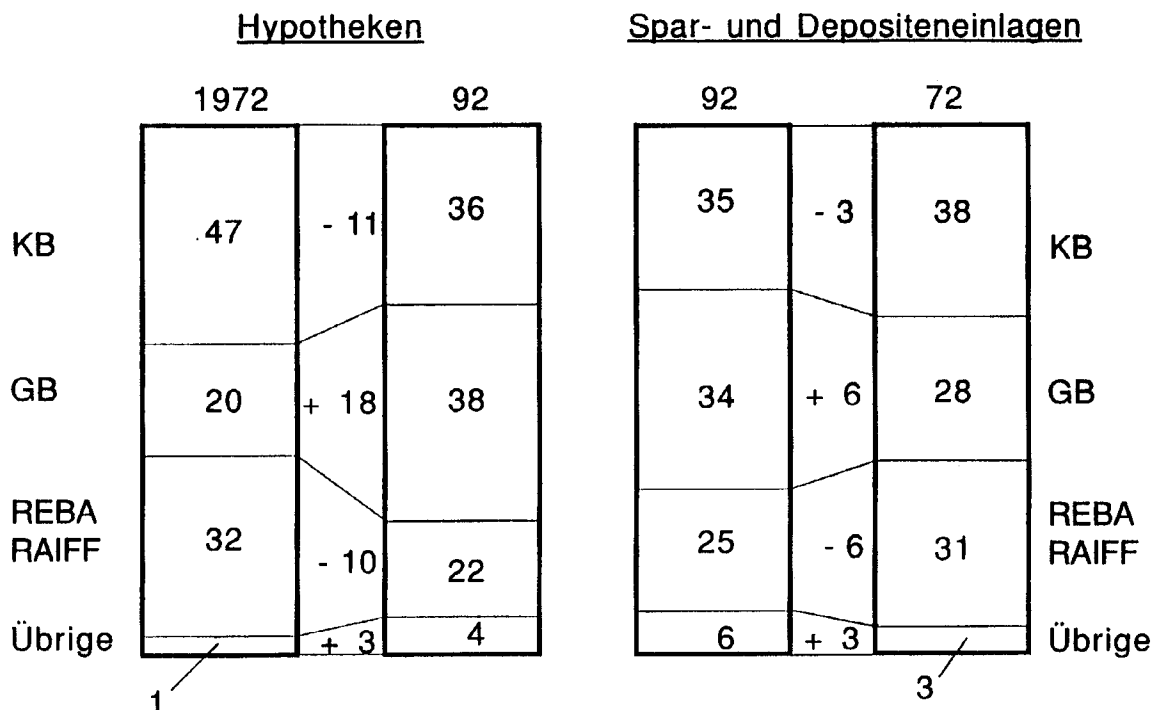 Hypotheken
Spar- und Depositeneinlagen
1972 92 92 72
KB 47 - 11 36 35 - 3 38 KB
GB 20 + 18 38 34 + 6 28 GB
REBA RAIFF 32 - 10 22 25 - 6 31 REBA RAIFF
Übrige + 3 4 6 + 3 Übrige
1 3